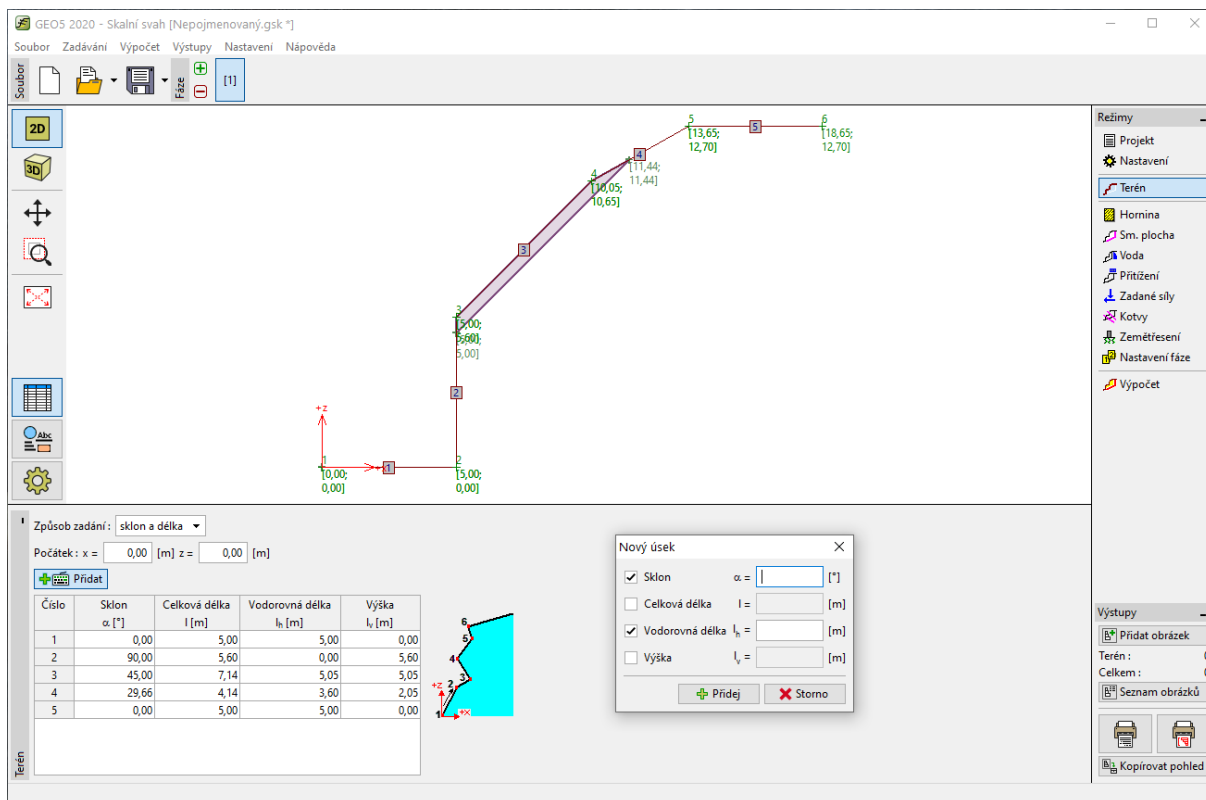 GEO5 2020 - Skalní svah [Nepojmenovaný.gsk *]
Soubor Zadávání Výpočet Výstupy Nastavení Nápověda
Soubor
Fáze
[1]
2D
3D
Abc
+z
1
[0,00;
0,00]
1
2
[5,00;
0,00]
2
3
[5,00;
5,00]
3
4
[10,05;
10,65]
[11,44;
11,44]
4
5
[13,65;
12,70]
5
6
[18,65;
12,70]
Režimy
Projekt
Nastavení
Terén
Hornina
Sm. plocha
Voda
Přitížení
Zadané síly
Kotvy
Zemětřesení
Nastavení fáze
Výpočet
Způsob zadání : sklon a délka
Počátek : x = 0,00 [m] z = 0,00 [m]
Přidat
Číslo Sklon Celková délka Vodorovná délka Výška
α [°] l [m] lh [m] lv [m]
1 0,00 5,00 5,00 0,00
2 90,00 5,60 0,00 5,60
3 45,00 7,14 5,05 5,05
4 29,66 4,14 3,60 2,05
5 0,00 5,00 5,00 0,00
6
5
4
3
+z 2
1 +x
Terén
Nový úsek
Sklon α = [°]
Celková délka l = [m]
Vodorovná délka lh = [m]
Výška lv = [m]
Přidej Storno
Výstupy
Přidat obrázek
Terén :
Celkem :
Seznam obrázků
Kopírovat pohled